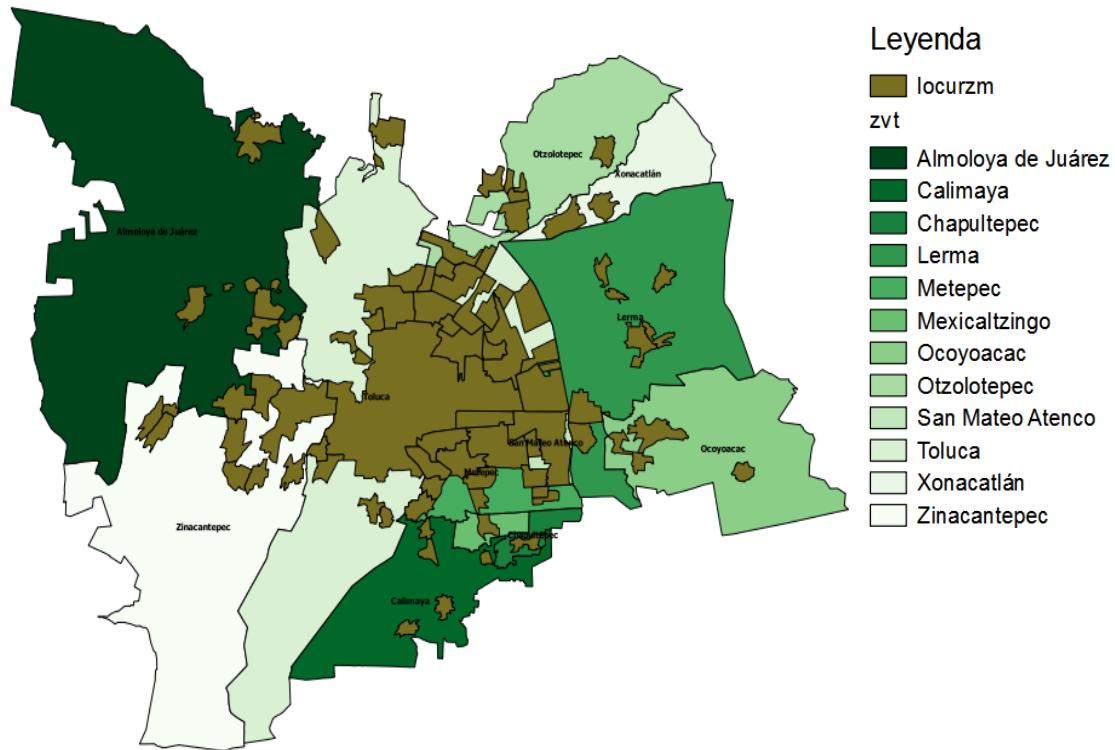 Leyenda
locurzm
zvt
Almoloya de Juárez
Calimaya
Chapultepec
Lerma
Metepec
Mexicaltzingo
Ocoyoacac
Otzolotepec
San Mateo Atenco
Toluca
Xonacatlán
Zinacantepec
Otzolotepec
Xonacatlán
Almoloya de Juárez
Lerma
Toluca
San Mateo Atenco
Ocoyoacac
Metepec
Zinacantepec
Chapultepec
Calimaya